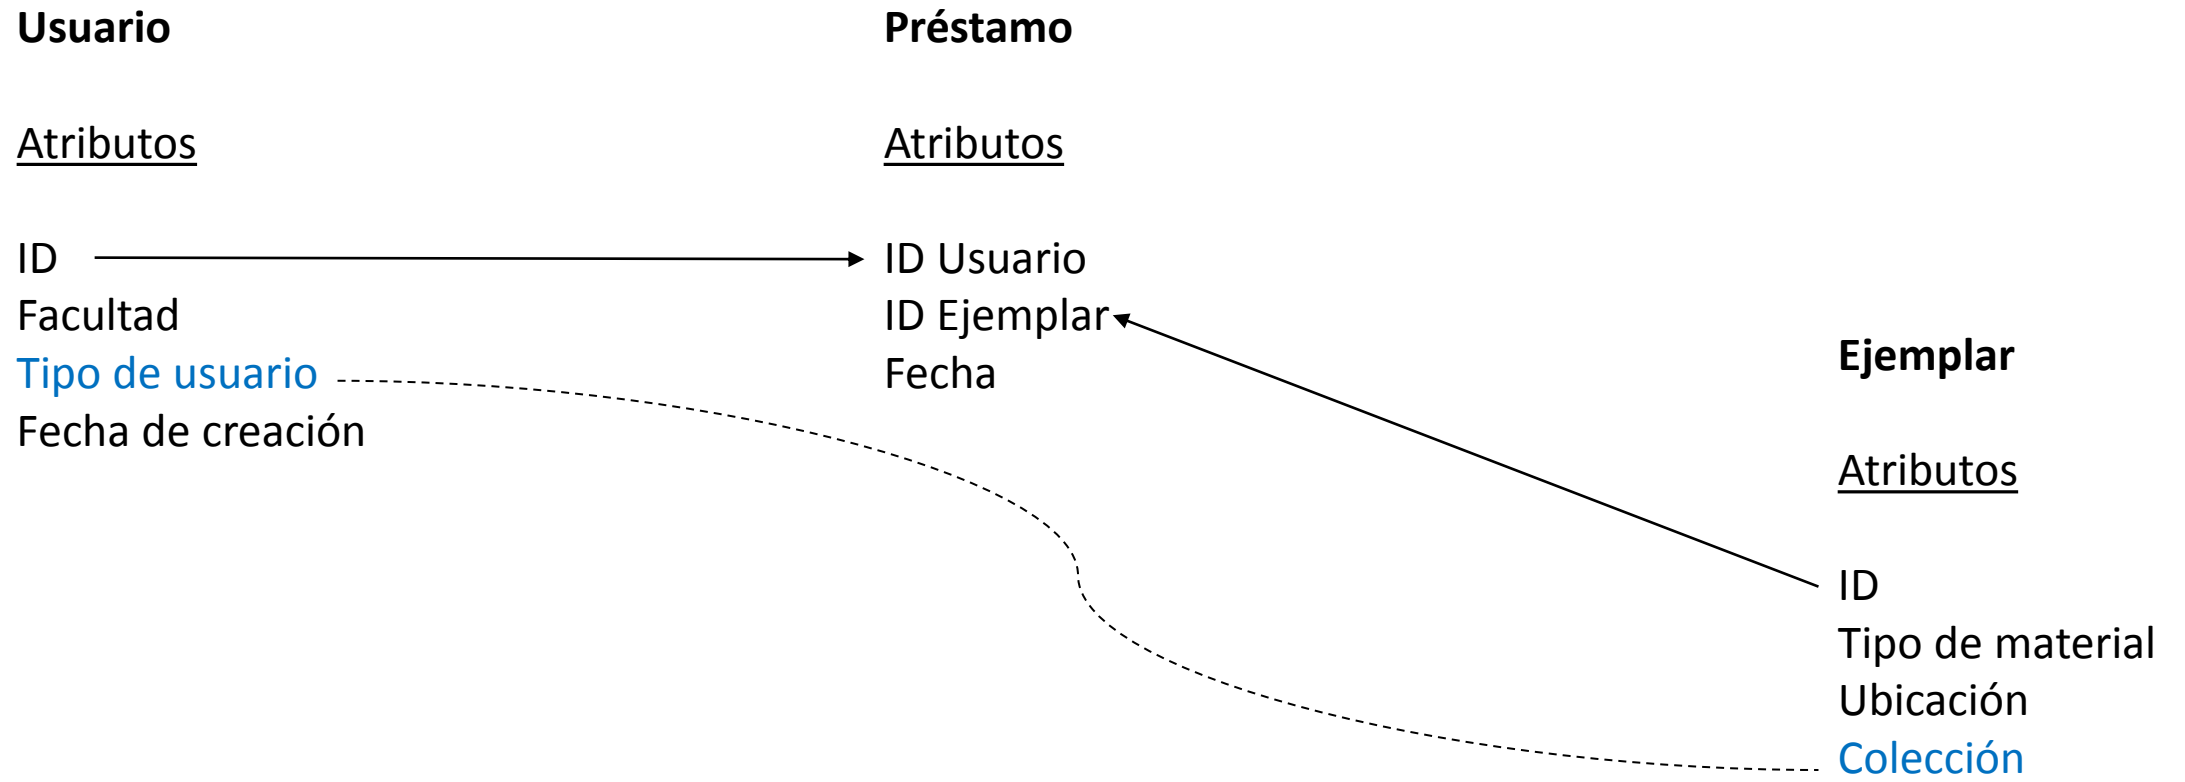 Usuario
Atributos
ID
Facultad
Tipo de usuario
Fecha de creación
Préstamo
Atributos
ID Usuario
ID Ejemplar
Fecha
Ejemplar
Atributos
ID
Tipo de material
Ubicación
Colección